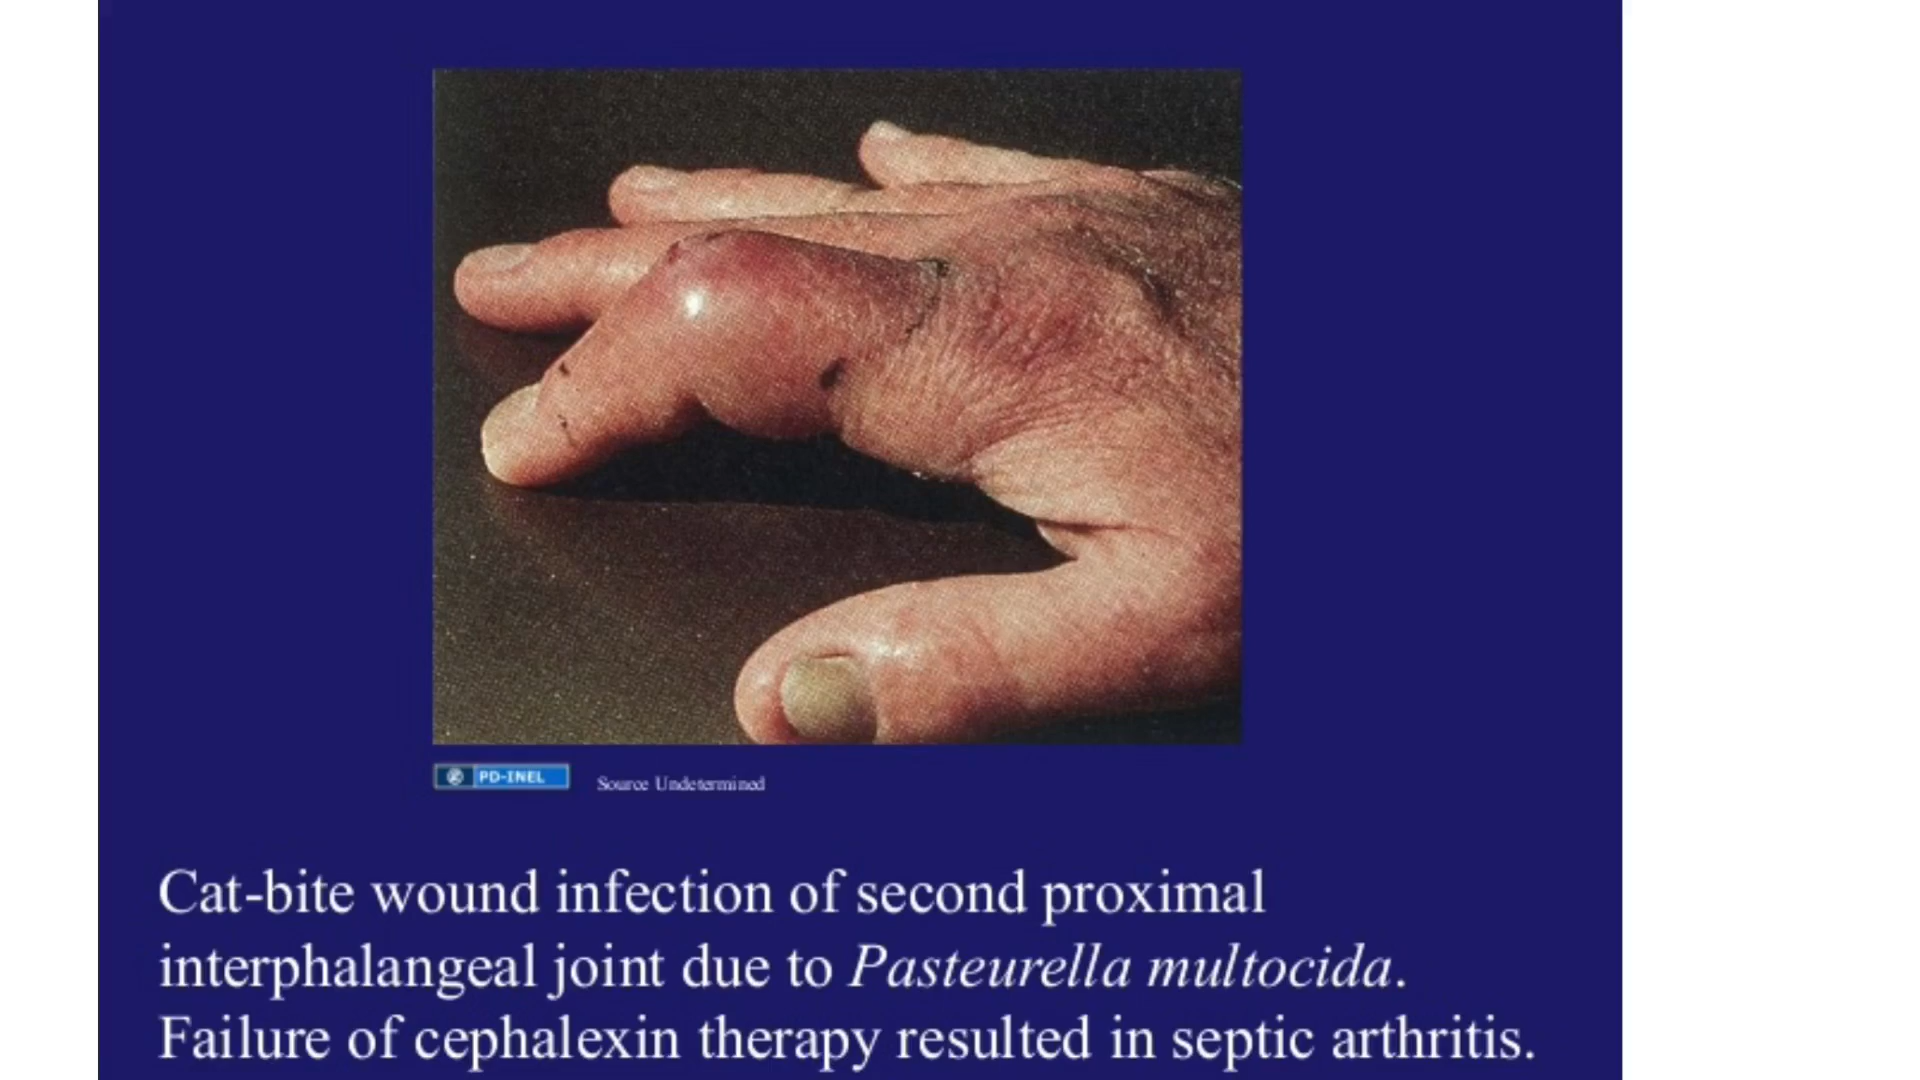 PD-INEL
Source Undetermined
Cat-bite wound infection of second proximal
interphalangeal joint due to Pasteurella multocida.
Failure of cephalexin therapy resulted in septic arthritis.